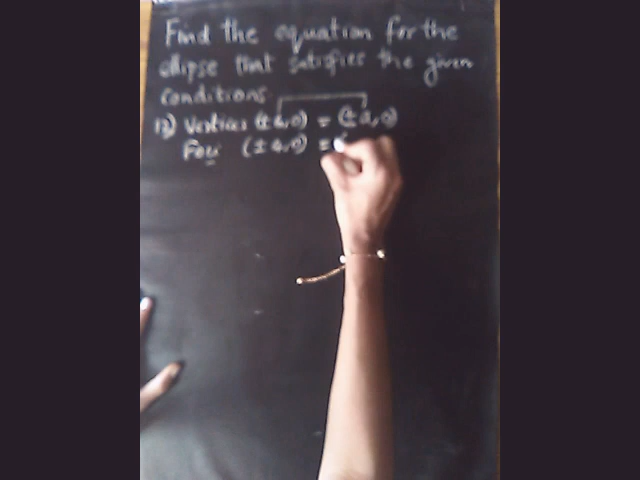 Find the equation for the
ellipse that satisfies the given
conditions.
Vertices (± 6,0) = (± a,0)
Foci (± 4,0) =